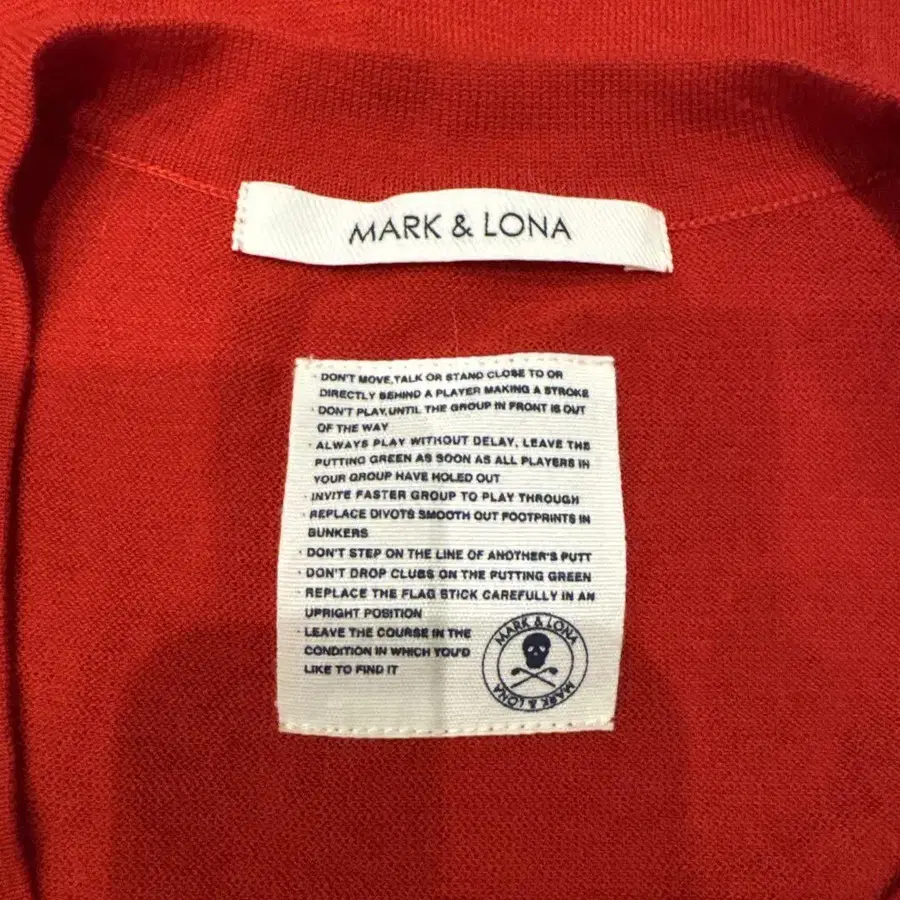 MARK & LONA
· DON'T MOVE, TALK OR STAND CLOSE TO OR
DIRECTLY BEHIND A PLAYER MAKING A STROKE
· DON'T PLAY, UNTIL THE GROUP IN FRONT IS OUT
OF THE WAY
· ALWAYS PLAY WITHOUT DELAY, LEAVE THE
PUTTING GREEN AS SOON AS ALL PLAYERS IN
YOUR GROUP HAVE HOLED OUT
· INVITE FASTER GROUP TO PLAY THROUGH
· REPLACE DIVOTS SMOOTH OUT FOOTPRINTS IN
BUNKERS
· DON'T STEP ON THE LINE OF ANOTHER'S PUTT
· DON'T DROP CLUBS ON THE PUTTING GREEN
· REPLACE THE FLAG STICK CAREFULLY IN AN
UPRIGHT POSITION
· LEAVE THE COURSE IN THE
CONDITION IN WHICH YOU'D
LIKE TO FIND IT
MARK & LONA
MARK & LONA